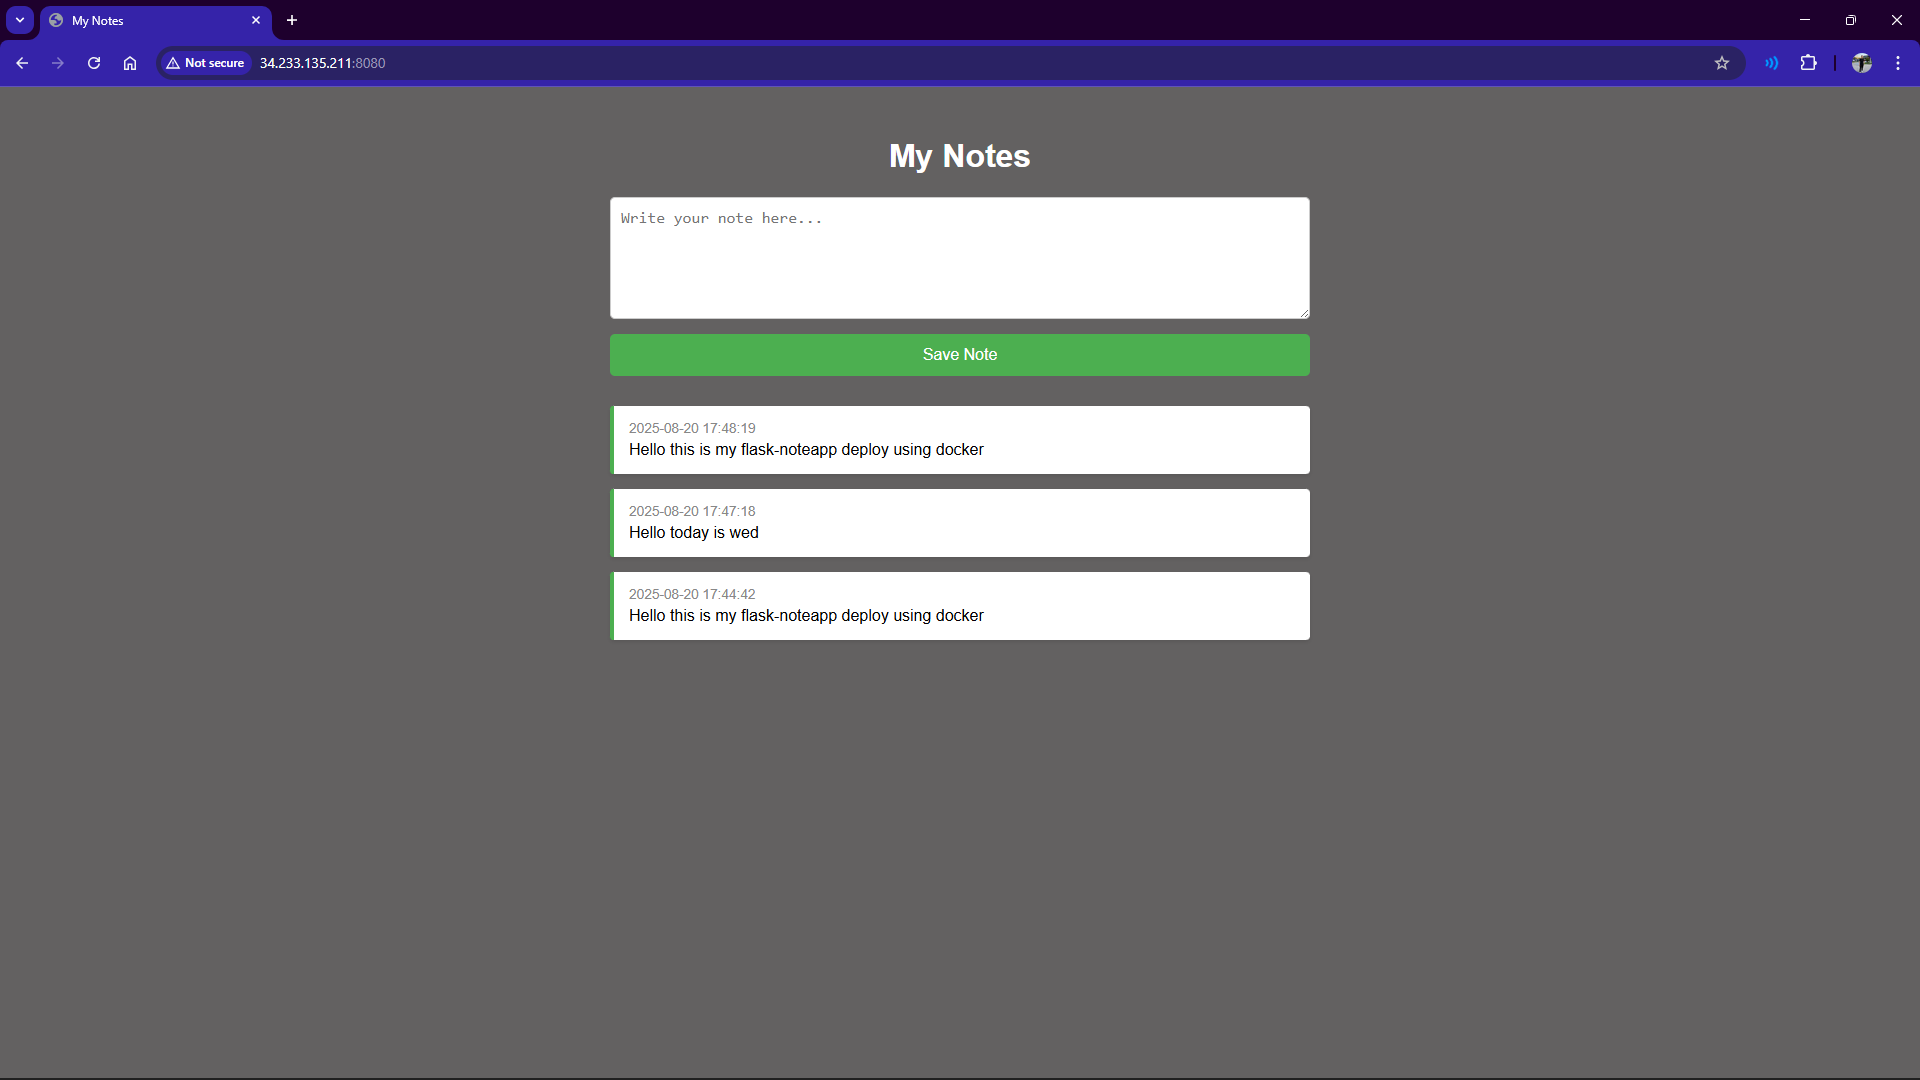 My Notes
Not secure
34.233.135.211:8080
My Notes
Write your note here...
Save Note
2025-08-20 17:48:19
Hello this is my flask-noteapp deploy using docker
2025-08-20 17:47:18
Hello today is wed
2025-08-20 17:44:42
Hello this is my flask-noteapp deploy using docker